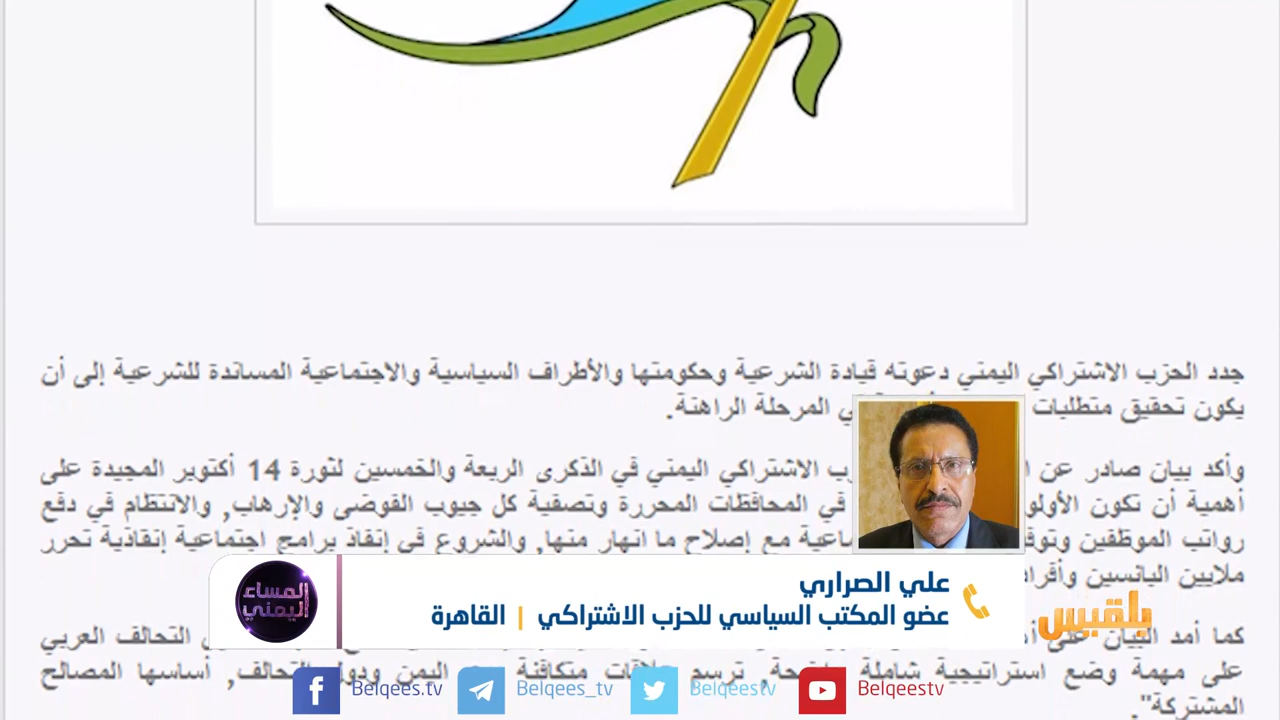 جدد الحزب الاشتراكي اليمني دعوته قيادة الشرعية وحكومتها والأطراف السياسية والاجتماعية المساندة للشرعية إلى أن
يكون تحقيق متطلبات المرحلة الراهنة.
وأكد بيان صادر عن الاشتراكي اليمني في الذكرى الربعة والخمسين لثورة 14 أكتوبر المجيدة على
أهمية أن تكون في المحافظات المحررة وتصفية كل جيوب الفوضى والإرهاب, والانتظام في دفع
رواتب الموظفين مع إصلاح ما انهار منها, والشروع في إنفاذ برامج اجتماعية إنقاذية تحرر
ملايين اليائسين
علي الصراري
عضو المكتب السياسي للحزب الاشتراكي | القاهرة
المساء اليمني
بلقيس
كما أمد البيان على التحالف العربي
على مهمة وضع استراتيجية شاملة ترسم متكافئة اليمن ودول التحالف, أساسها المصالح
المشتركة".
Belqees.tv Belqees_tv Belqeestv Belqeestv